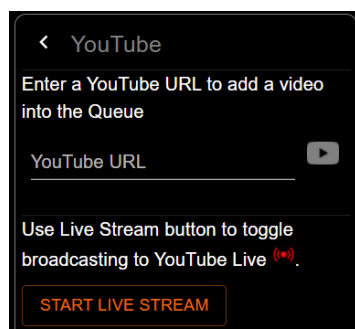 YouTube
Enter a YouTube URL to add a video
into the Queue
YouTube URL
Use Live Stream button to toggle
broadcasting to YouTube Live .
START LIVE STREAM